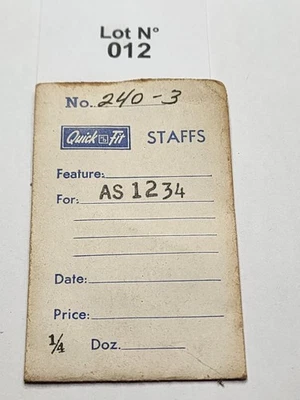 Lot N°
012
No. 240-3
Quick Fit STAFFS
Feature:
For: AS 1234
Date:
Price:
1/4 Doz.